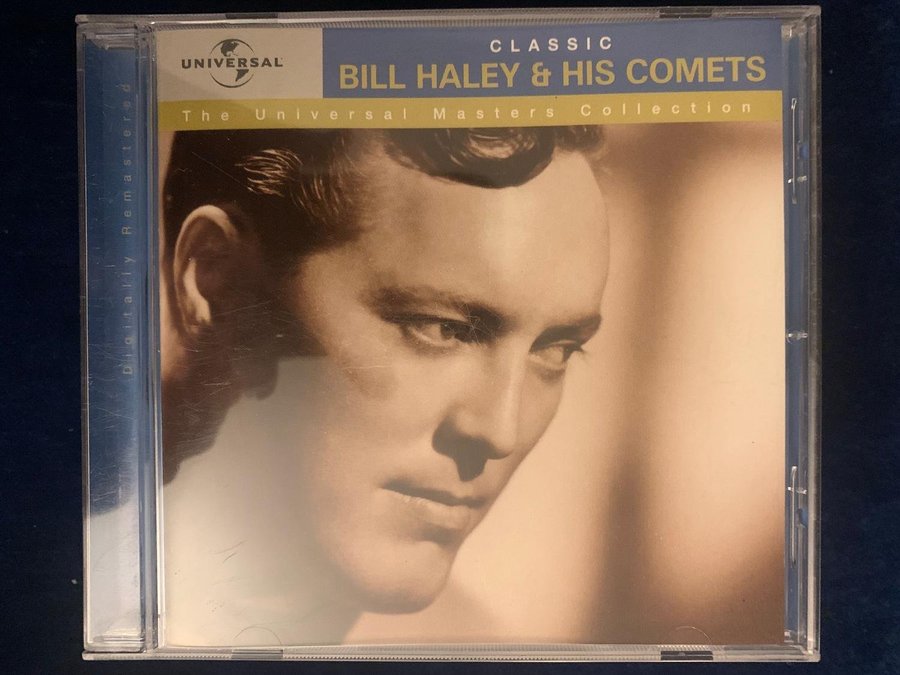 UNIVERSAL
CLASSIC
BILL HALEY & HIS COMETS
The Universal Masters Collection
Digitally Remastered